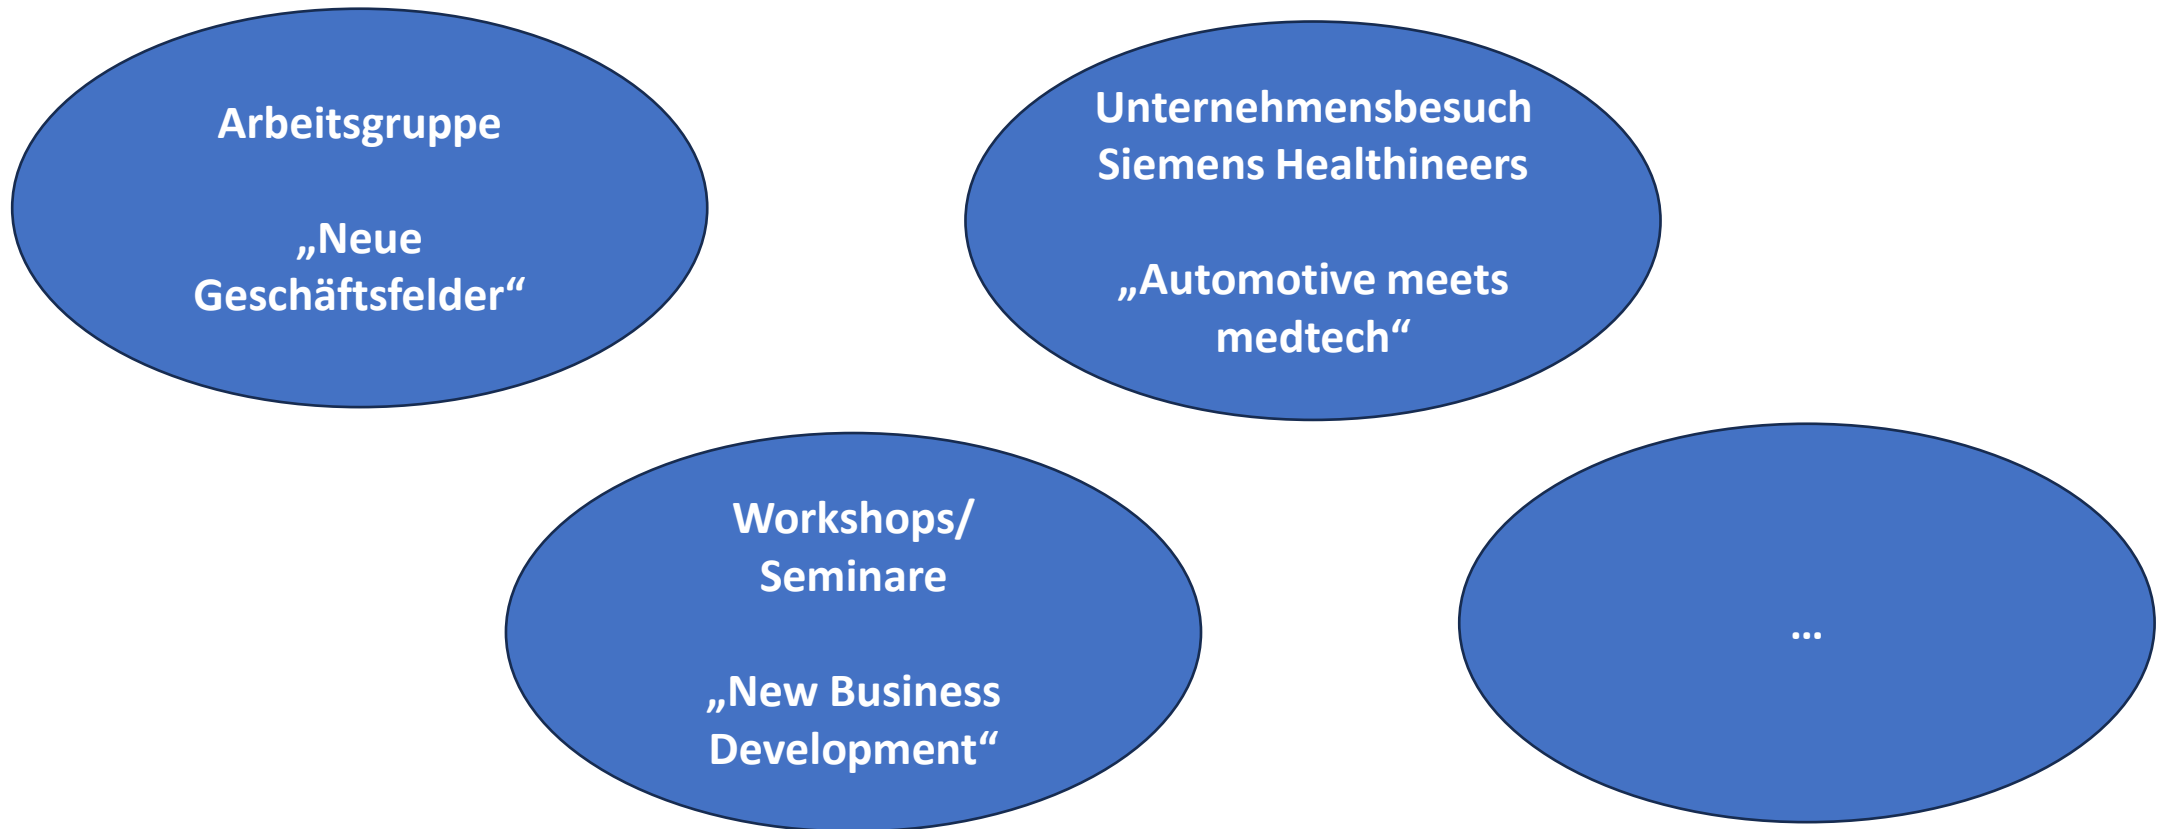 Arbeitsgruppe
„Neue
Geschäftsfelder“
Unternehmensbesuch
Siemens Healthineers
„Automotive meets
medtech“
Workshops/
Seminare
„New Business
Development“
...